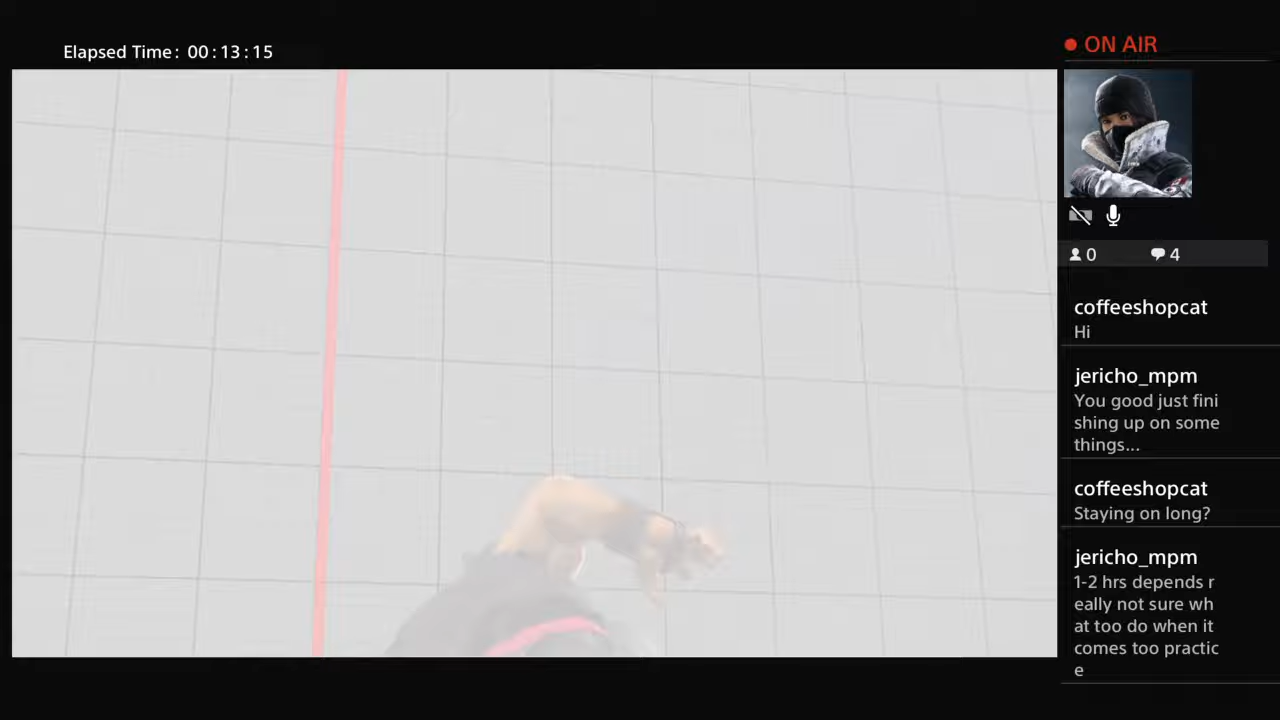 Elapsed Time: 00:13:15
ON AIR
0 4
coffeeshopcat
Hi
jericho_mpm
You good just fini
shing up on some
things...
coffeeshopcat
Staying on long?
jericho_mpm
1-2 hrs depends r
eally not sure wh
at too do when it
comes too practic
e